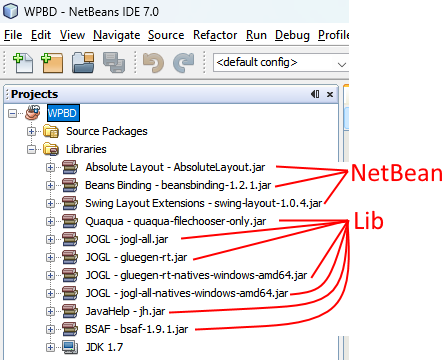 WPBD - NetBeans IDE 7.0
File Edit View Navigate Source Refactor Run Debug Profile
<default config>
Projects
WPBD
Source Packages
Libraries
Absolute Layout - AbsoluteLayout.jar
NetBean
Beans Binding - beansbinding-1.2.1.jar
Swing Layout Extensions - swing-layout-1.0.4.jar
Quaqua - quaqua-filechooser-only.jar
Lib
JOGL - jogl-all.jar
JOGL - gluegen-rt.jar
JOGL - gluegen-rt-natives-windows-amd64.jar
JOGL - jogl-all-natives-windows-amd64.jar
JavaHelp - jh.jar
BSAF - bsaf-1.9.1.jar
JDK 1.7